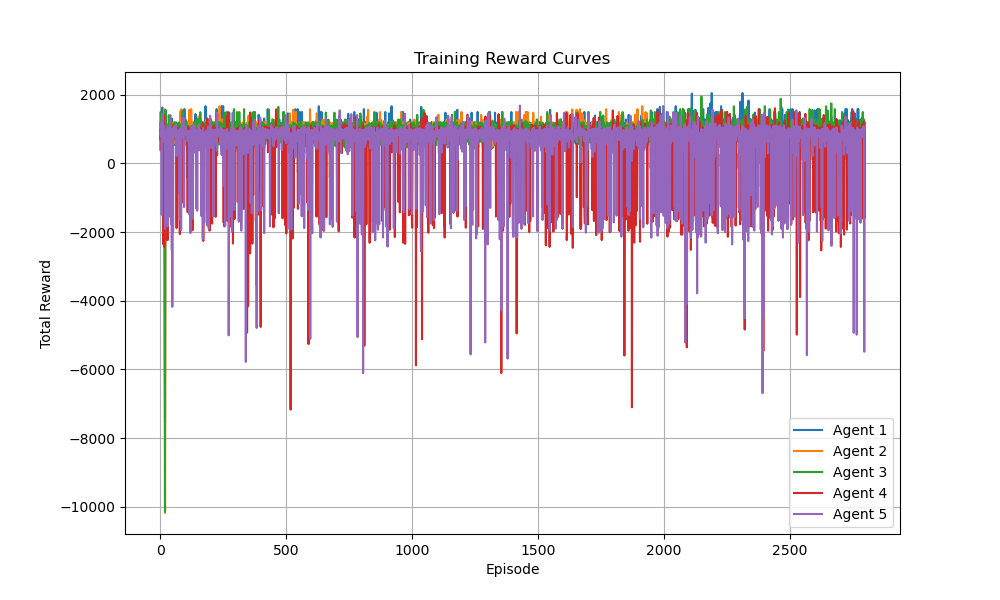 Training Reward Curves
2000
0
−2000
−4000
−6000
−8000
−10000
Total Reward
0 500 1000 1500 2000 2500
Episode
Agent 1
Agent 2
Agent 3
Agent 4
Agent 5